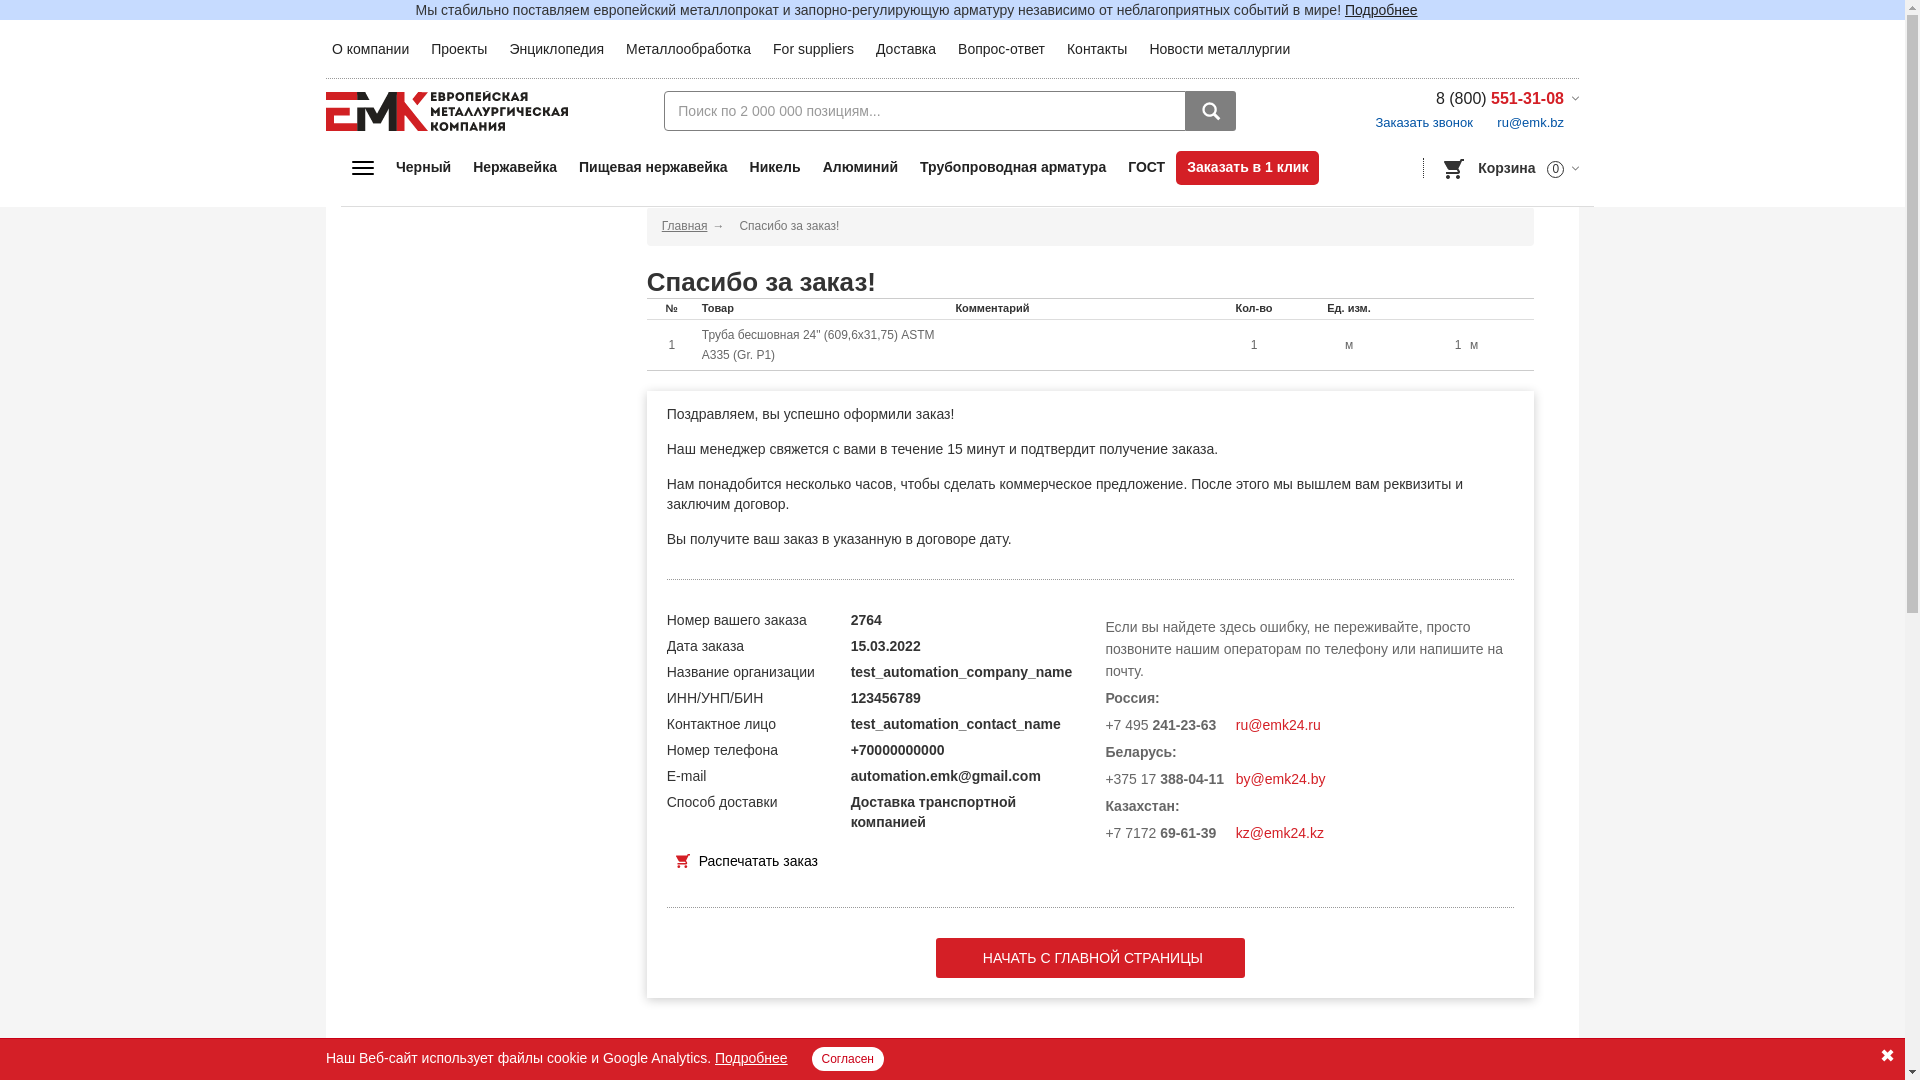 Мы стабильно поставляем европейский металлопрокат и запорно-регулирующую арматуру независимо от неблагоприятных событий в мире! Подробнее
О компании Проекты Энциклопедия Металлообработка For suppliers Доставка Вопрос-ответ Контакты Новости металлургии
ЕМК ЕВРОПЕЙСКАЯ
МЕТАЛЛУРГИЧЕСКАЯ
КОМПАНИЯ
Поиск по 2 000 000 позициям...
8 (800) 551-31-08
Заказать звонок ru@emk.bz
Черный Нержавейка Пищевая нержавейка Никель Алюминий Трубопроводная арматура ГОСТ Заказать в 1 клик Корзина 0
Главная → Спасибо за заказ!
Спасибо за заказ!
№ Товар Комментарий Кол-во Ед. изм.
1 Труба бесшовная 24" (609,6x31,75) ASTM A335 (Gr. P1) 1 м 1 м
Поздравляем, вы успешно оформили заказ!
Наш менеджер свяжется с вами в течение 15 минут и подтвердит получение заказа.
Нам понадобится несколько часов, чтобы сделать коммерческое предложение. После этого мы вышлем вам реквизиты и
заключим договор.
Вы получите ваш заказ в указанную в договоре дату.
Номер вашего заказа 2764
Дата заказа 15.03.2022
Название организации test_automation_company_name
ИНН/УНП/БИН 123456789
Контактное лицо test_automation_contact_name
Номер телефона +70000000000
E-mail automation.emk@gmail.com
Способ доставки Доставка транспортной
компанией
Распечатать заказ
Если вы найдете здесь ошибку, не переживайте, просто
позвоните нашим операторам по телефону или напишите на
почту.
Россия:
+7 495 241-23-63 ru@emk24.ru
Беларусь:
+375 17 388-04-11 by@emk24.by
Казахстан:
+7 7172 69-61-39 kz@emk24.kz
НАЧАТЬ С ГЛАВНОЙ СТРАНИЦЫ
Наш Веб-сайт использует файлы cookie и Google Analytics. Подробнее Согласен